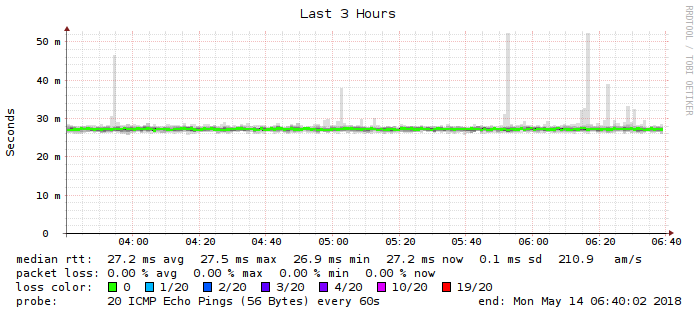 Last 3 Hours
RRDTOOL / TOBI OETIKER
Seconds
50 m
40 m
30 m
20 m
10 m
0
04:00 04:20 04:40 05:00 05:20 05:40 06:00 06:20 06:40
median rtt: 27.2 ms avg 27.5 ms max 26.9 ms min 27.2 ms now 0.1 ms sd 210.9 am/s
packet loss: 0.00 % avg 0.00 % max 0.00 % min 0.00 % now
loss color: 0 1/20 2/20 3/20 4/20 10/20 19/20
probe: 20 ICMP Echo Pings (56 Bytes) every 60s end: Mon May 14 06:40:02 2018